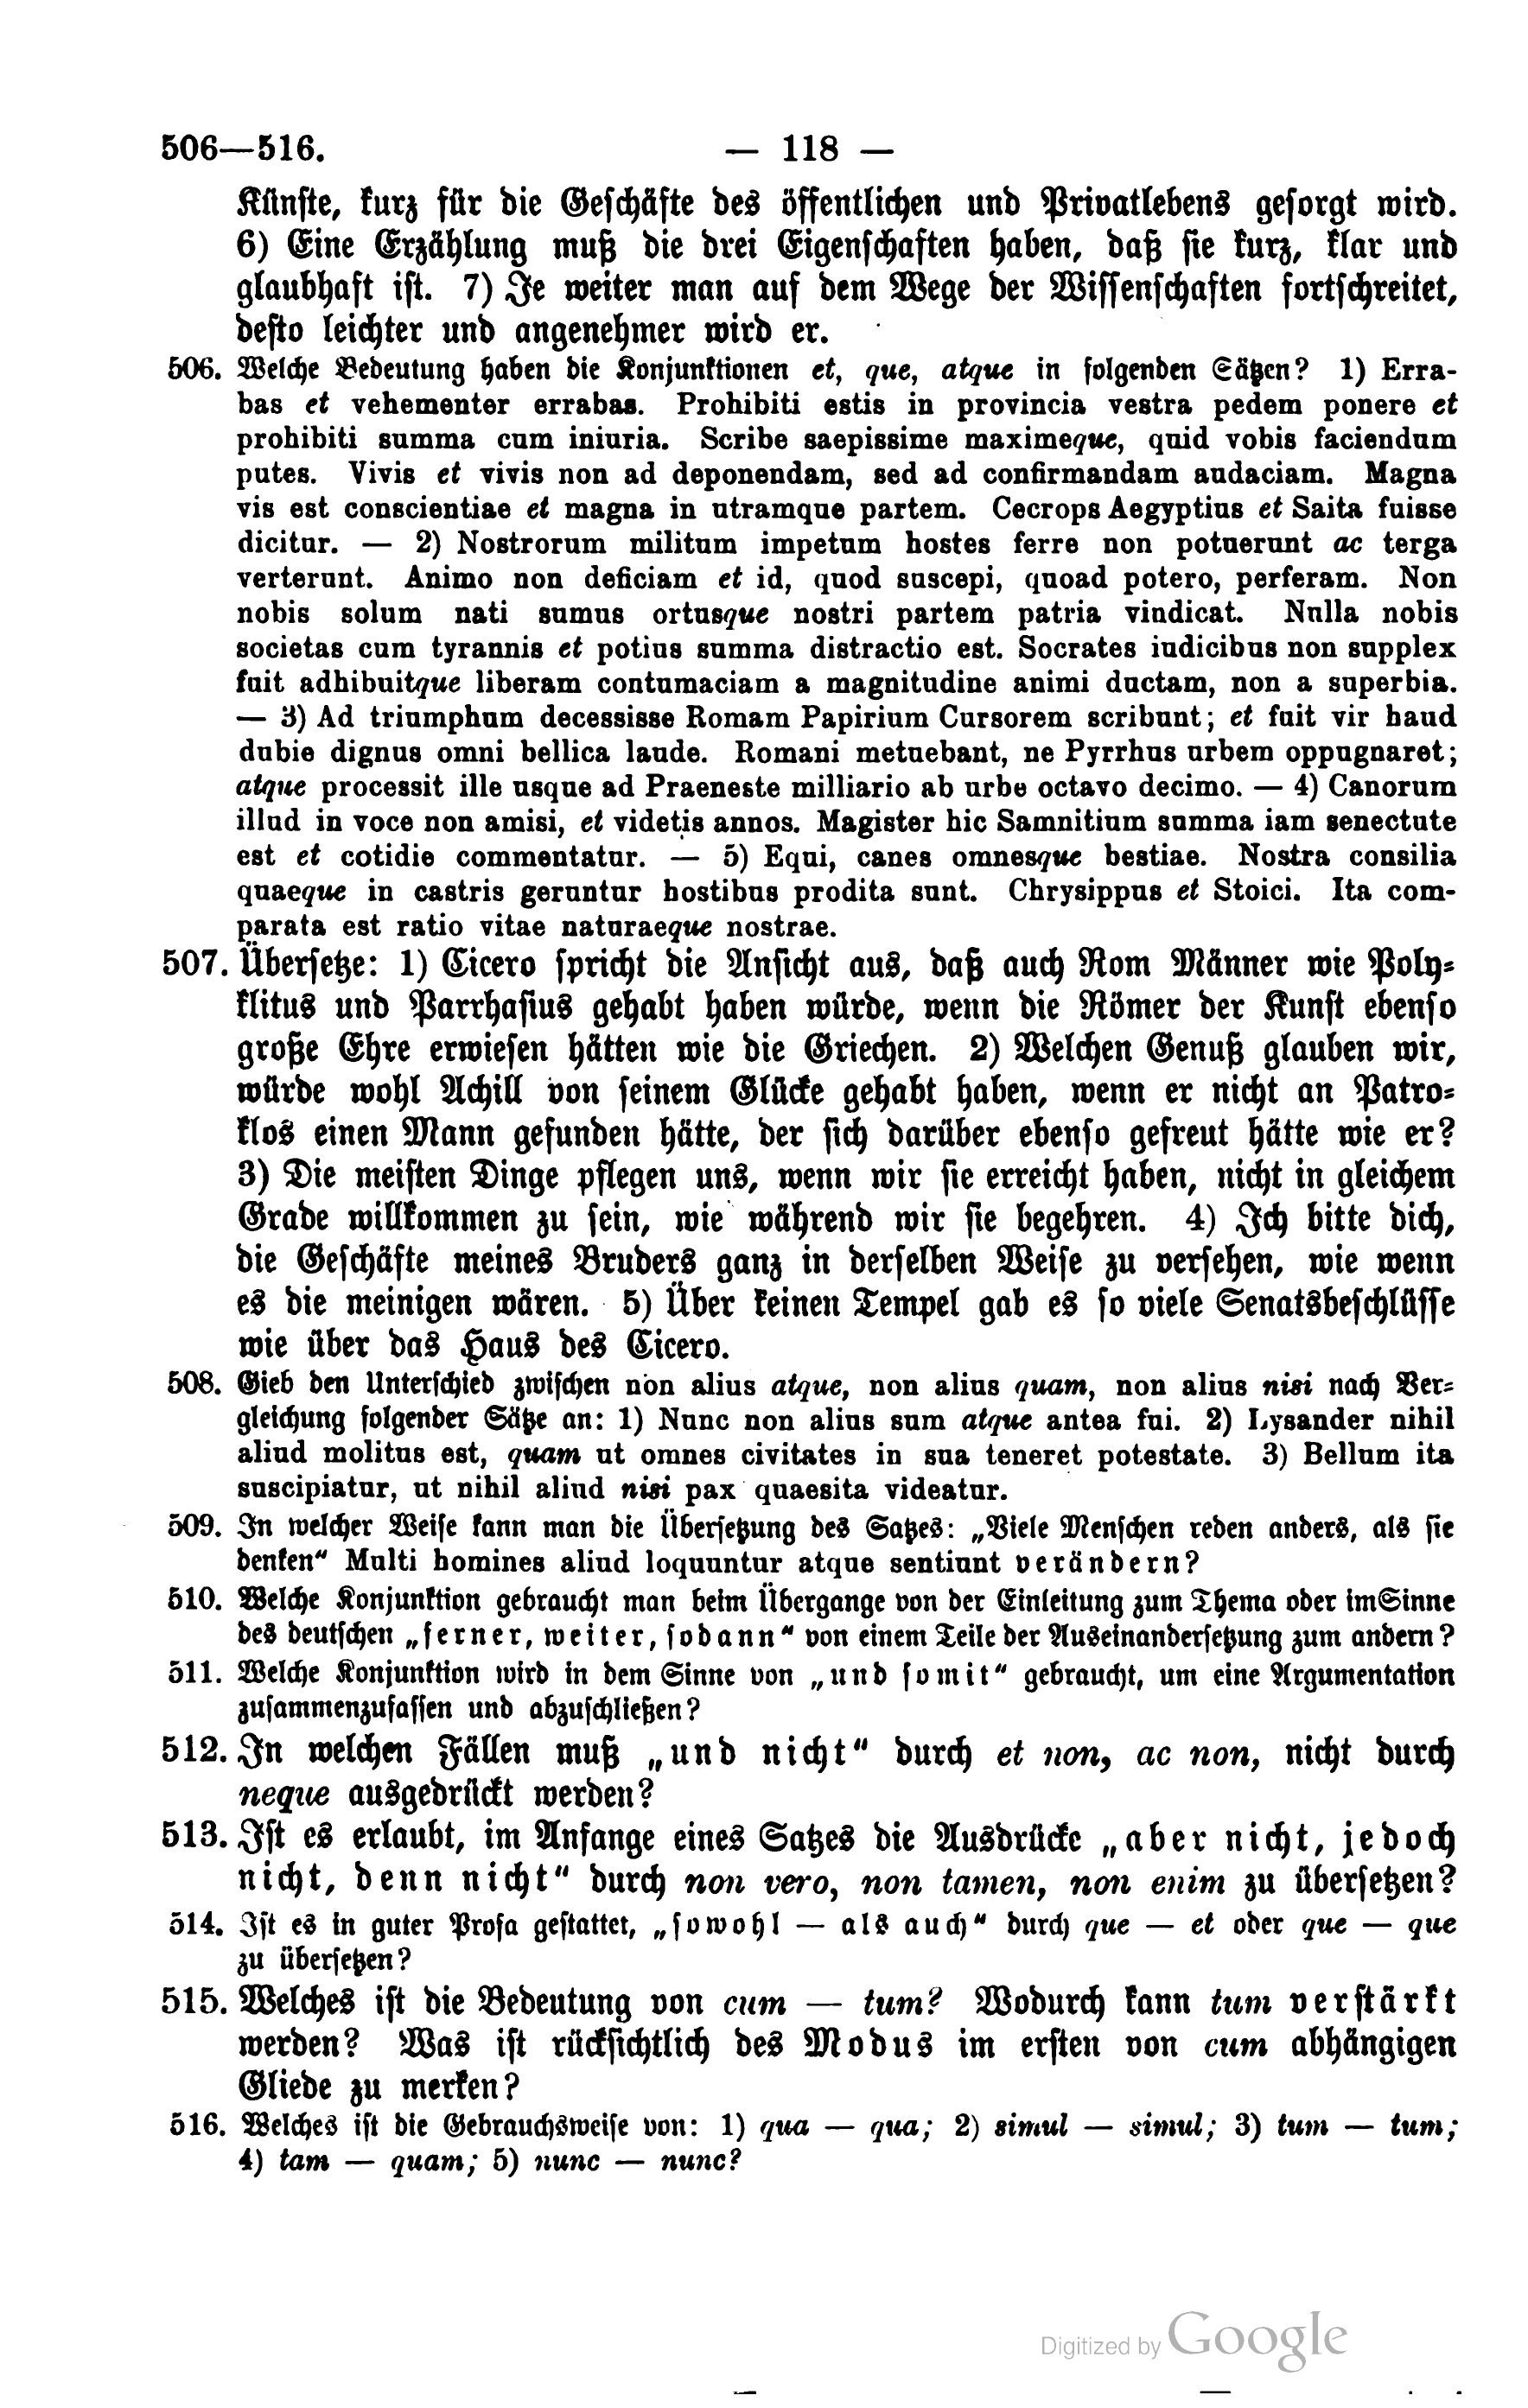 506—516.
— 118 —
Künste, kurz für die Geschäfte des öffentlichen und Privatlebens gesorgt wird.
6) Eine Erzählung muß die drei Eigenschaften haben, daß sie kurz, klar und
glaubhaft ist. 7) Je weiter man auf dem Wege der Wissenschaften fortschreitet,
desto leichter und angenehmer wird er.
506. Welche Bedeutung haben die Konjunktionen et, que, atque in folgenden Sätzen? 1) Erra-
bas et vehementer errabas. Prohibiti estis in provincia vestra pedem ponere et
prohibiti summa cum iniuria. Scribe saepissime maximeque, quid vobis faciendum
putes. Vivis et vivis non ad deponendam, sed ad confirmandam audaciam. Magna
vis est conscientiae et magna in utramque partem. Cecrops Aegyptius et Saita fuisse
dicitur. — 2) Nostrorum militum impetum hostes ferre non potuerunt ac terga
verterunt. Animo non deficiam et id, quod suscepi, quoad potero, perferam. Non
nobis solum nati sumus ortusque nostri partem patria vindicat. Nulla nobis
societas cum tyrannis et potius summa distractio est. Socrates iudicibus non supplex
fuit adhibuitque liberam contumaciam a magnitudine animi ductam, non a superbia.
— 3) Ad triumphum decessisse Romam Papirium Cursorem scribunt; et fuit vir haud
dubie dignus omni bellica laude. Romani metuebant, ne Pyrrhus urbem oppugnaret;
atque processit ille usque ad Praeneste milliario ab urbe octavo decimo. — 4) Canorum
illud in voce non amisi, et videtis annos. Magister hic Samnitium summa iam senectute
est et cotidie commentatur. — 5) Equi, canes omnesque bestiae. Nostra consilia
quaeque in castris geruntur hostibus prodita sunt. Chrysippus et Stoici. Ita com-
parata est ratio vitae naturaeque nostrae.
507. Übersetze: 1) Cicero spricht die Ansicht aus, daß auch Rom Männer wie Poly-
klitus und Parrhasius gehabt haben würde, wenn die Römer der Kunst ebenso
große Ehre erwiesen hätten wie die Griechen. 2) Welchen Genuß glauben wir,
würde wohl Achill von seinem Glücke gehabt haben, wenn er nicht an Patro-
klos einen Mann gefunden hätte, der sich darüber ebenso gefreut hätte wie er?
3) Die meisten Dinge pflegen uns, wenn wir sie erreicht haben, nicht in gleichem
Grade willkommen zu sein, wie während wir sie begehren. 4) Ich bitte dich,
die Geschäfte meines Bruders ganz in derselben Weise zu versehen, wie wenn
es die meinigen wären. 5) Über keinen Tempel gab es so viele Senatsbeschlüsse
wie über das Haus des Cicero.
508. Gieb den Unterschied zwischen non alius atque, non alius quam, non alius nisi nach Ver-
gleichung folgender Sätze an: 1) Nunc non alius sum atque antea fui. 2) Lysander nihil
aliud molitus est, quam ut omnes civitates in sua teneret potestate. 3) Bellum ita
suscipiatur, ut nihil aliud nisi pax quaesita videatur.
509. In welcher Weise kann man die Übersetzung des Satzes: „Viele Menschen reden anders, als sie
denken“ Multi homines aliud loquuntur atque sentiunt verändern?
510. Welche Konjunktion gebraucht man beim Übergange von der Einleitung zum Thema oder im Sinne
des deutschen „ferner, weiter, sodann“ von einem Teile der Auseinandersetzung zum andern?
511. Welche Konjunktion wird in dem Sinne von „und somit“ gebraucht, um eine Argumentation
zusammenzufassen und abzuschließen?
512. In welchen Fällen muß „und nicht“ durch et non, ac non, nicht durch
neque ausgedrückt werden?
513. Ist es erlaubt, im Anfange eines Satzes die Ausdrücke „aber nicht, jedoch
nicht, denn nicht“ durch non vero, non tamen, non enim zu übersetzen?
514. Ist es in guter Prosa gestattet, „sowohl — als auch“ durch que — et oder que — que
zu übersetzen?
515. Welches ist die Bedeutung von cum — tum? Wodurch kann tum verstärkt
werden? Was ist rücksichtlich des Modus im ersten von cum abhängigen
Gliede zu merken?
516. Welches ist die Gebrauchsweise von: 1) qua — qua; 2) simul — simul; 3) tum — tum;
4) tam — quam; 5) nunc — nunc?
Digitized by Google